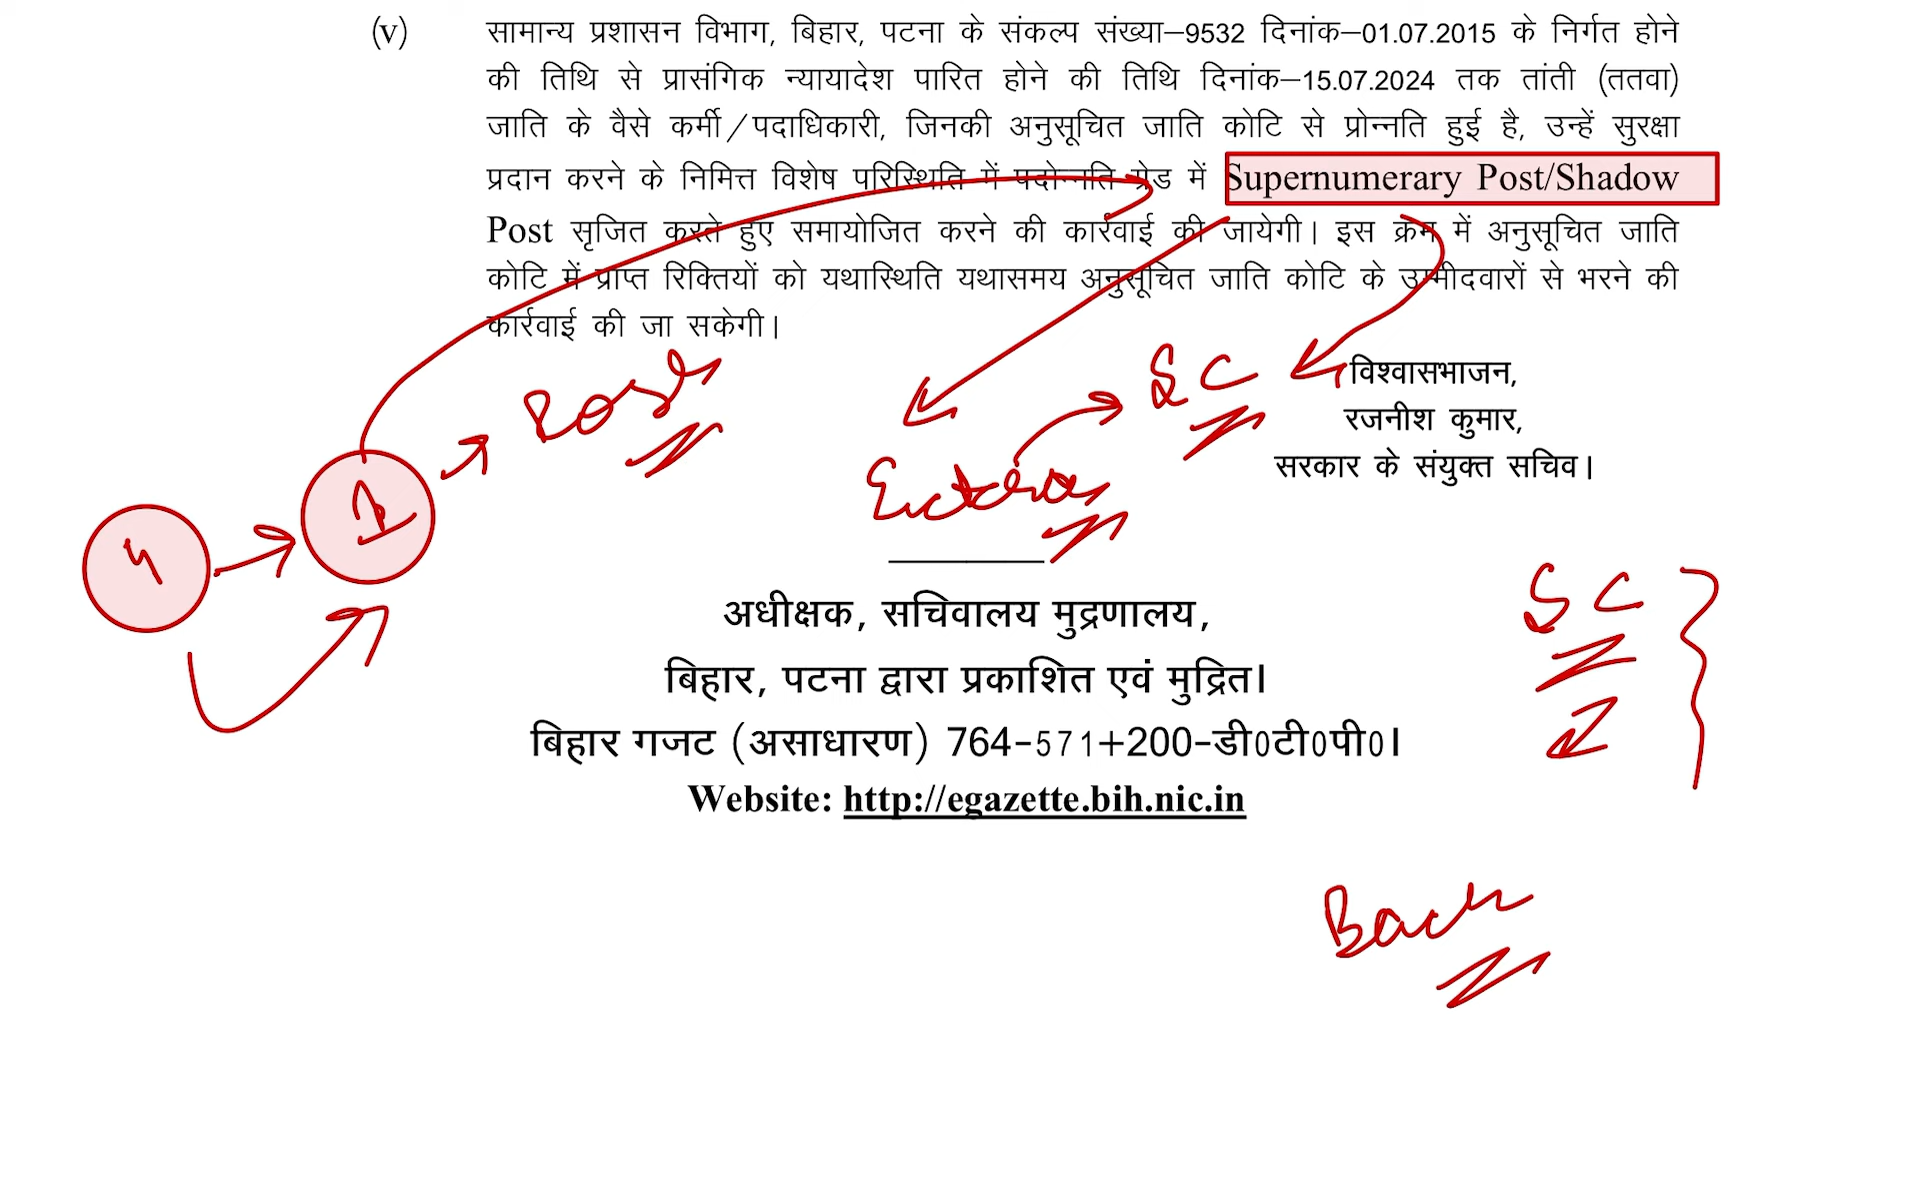 (v) सामान्य प्रशासन विभाग, बिहार, पटना के संकल्प संख्या–9532 दिनांक–01.07.2015 के निर्गत होने
की तिथि से प्रासंगिक न्यायादेश पारित होने की तिथि दिनांक–15.07.2024 तक तांती (ततवा)
जाति के वैसे कर्मी/पदाधिकारी, जिनकी अनुसूचित जाति कोटि से प्रोन्नति हुई है, उन्हें सुरक्षा
प्रदान करने के निमित्त विशेष परिस्थिति में पदोन्नति ग्रेड में Supernumerary Post/Shadow
Post सृजित करते हुए समायोजित करने की कार्रवाई की जायेगी। इस क्रम में अनुसूचित जाति
कोटि में प्राप्त रिक्तियों को यथास्थिति यथासमय अनुसूचित जाति कोटि के उम्मीदवारों से भरने की
कार्रवाई की जा सकेगी।
SC
विश्वासभाजन,
रजनीश कुमार,
सरकार के संयुक्त सचिव।
SC
अधीक्षक, सचिवालय मुद्रणालय,
बिहार, पटना द्वारा प्रकाशित एवं मुद्रित।
बिहार गजट (असाधारण) 764-571+200-डी0टी0पी0।
Website: http://egazette.bih.nic.in